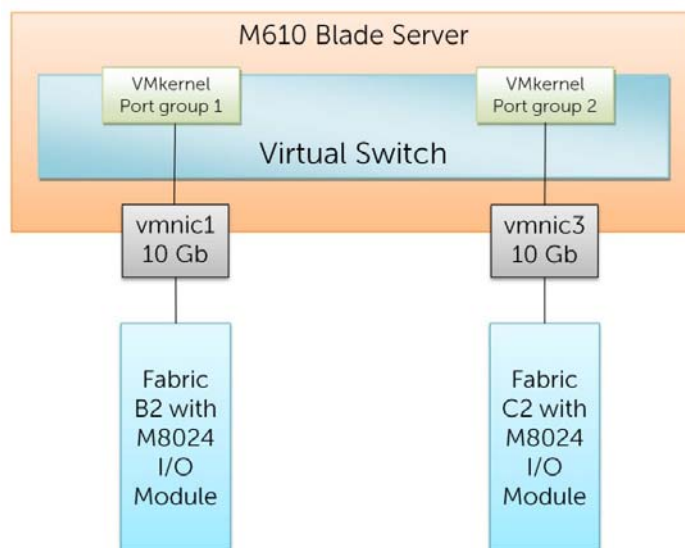 M610 Blade Server
VMkernel
Port group 1
VMkernel
Port group 2
Virtual Switch
vmnic1
10 Gb
vmnic3
10 Gb
Fabric
B2 with
M8024
I/O
Module
Fabric
C2 with
M8024
I/O
Module